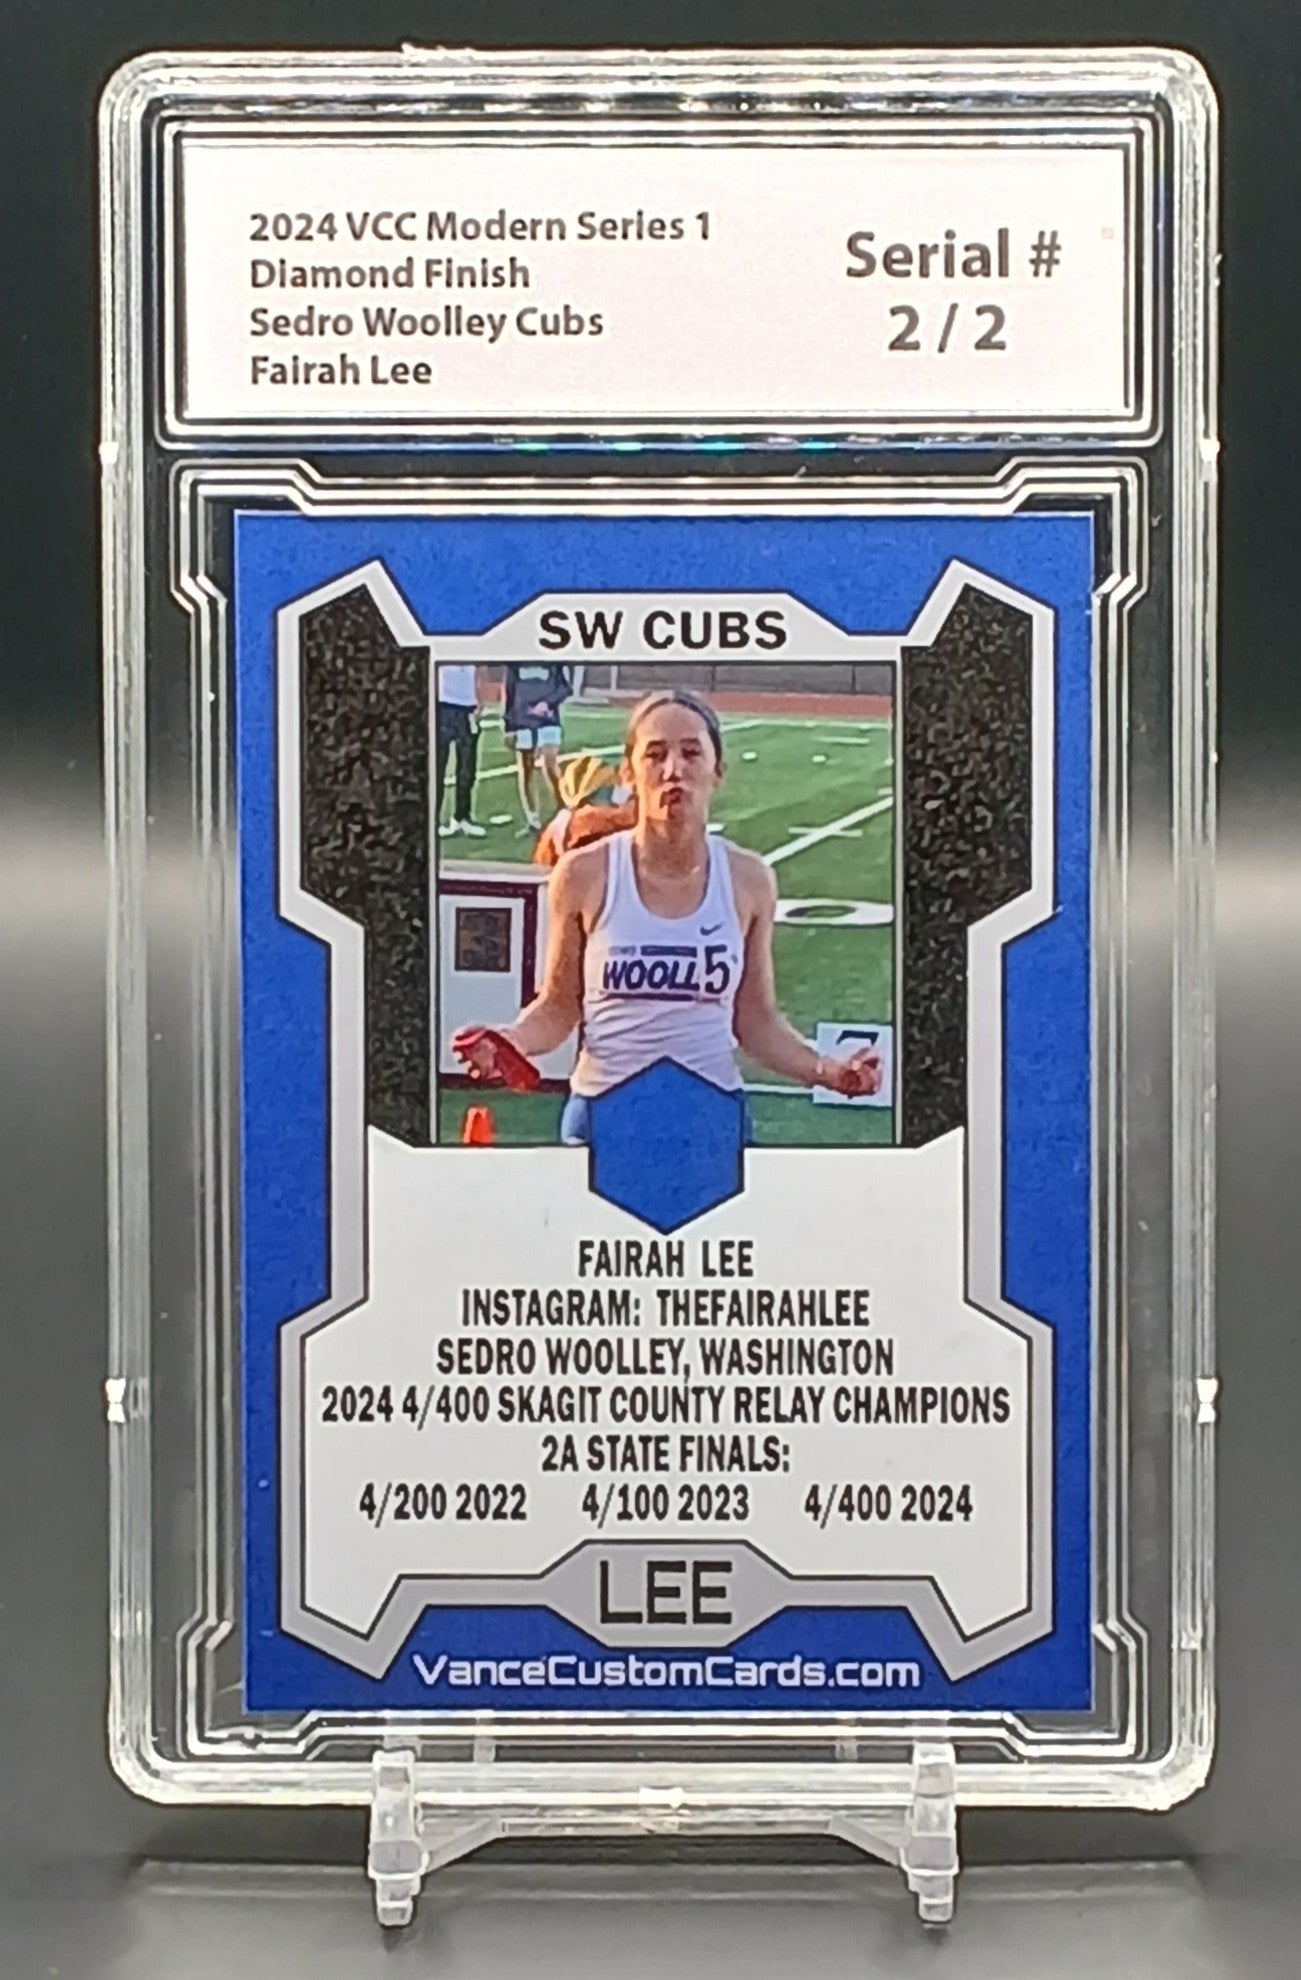 2024 VCC Modern Series 1
Diamond Finish
Sedro Woolley Cubs
Fairah Lee
Serial #
2 / 2
SW CUBS
WOOLL 5
7
FAIRAH LEE
INSTAGRAM: THEFAIRAHLEE
SEDRO WOOLLEY, WASHINGTON
2024 4/400 SKAGIT COUNTY RELAY CHAMPIONS
2A STATE FINALS:
4/200 2022 4/100 2023 4/400 2024
LEE
VanceCustomCards.com